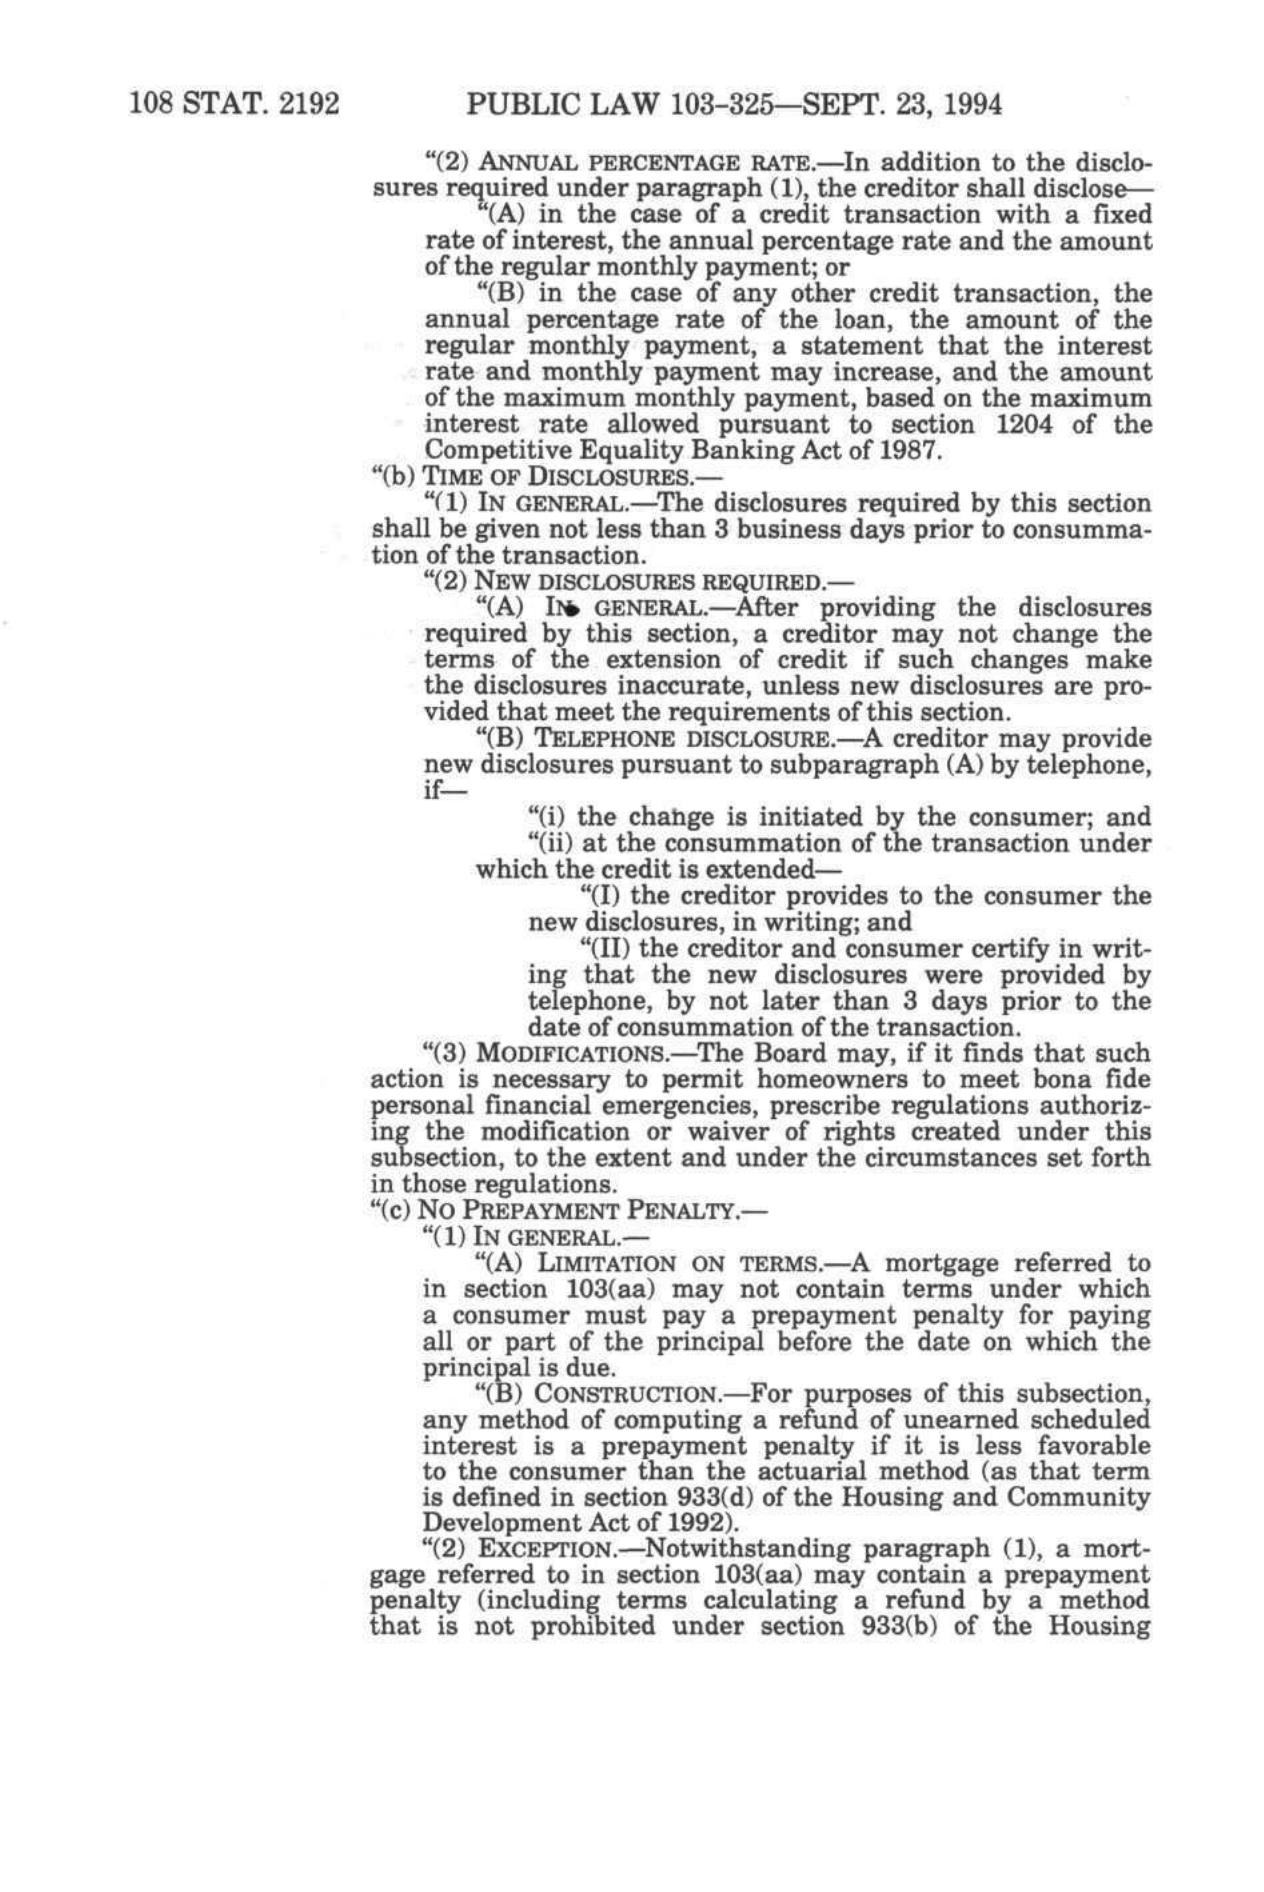 108 STAT. 2192 PUBLIC LAW 103-325—SEPT. 23, 1994
"(2) ANNUAL PERCENTAGE RATE.—In addition to the disclo-
sures required under paragraph (1), the creditor shall disclose—
"(A) in the case of a credit transaction with a fixed
rate of interest, the annual percentage rate and the amount
of the regular monthly payment; or
"(B) in the case of any other credit transaction, the
annual percentage rate of the loan, the amount of the
regular monthly payment, a statement that the interest
rate and monthly payment may increase, and the amount
of the maximum monthly payment, based on the maximum
interest rate allowed pursuant to section 1204 of the
Competitive Equality Banking Act of 1987.
"(b) TIME OF DISCLOSURES.—
"(1) IN GENERAL.—The disclosures required by this section
shall be given not less than 3 business days prior to consumma-
tion of the transaction.
"(2) NEW DISCLOSURES REQUIRED.—
"(A) IN GENERAL.—After providing the disclosures
required by this section, a creditor may not change the
terms of the extension of credit if such changes make
the disclosures inaccurate, unless new disclosures are pro-
vided that meet the requirements of this section.
"(B) TELEPHONE DISCLOSURE.—A creditor may provide
new disclosures pursuant to subparagraph (A) by telephone,
if—
"(i) the change is initiated by the consumer; and
"(ii) at the consummation of the transaction under
which the credit is extended—
"(I) the creditor provides to the consumer the
new disclosures, in writing; and
"(II) the creditor and consumer certify in writ-
ing that the new disclosures were provided by
telephone, by not later than 3 days prior to the
date of consummation of the transaction.
"(3) MODIFICATIONS.—The Board may, if it finds that such
action is necessary to permit homeowners to meet bona fide
personal financial emergencies, prescribe regulations authoriz-
ing the modification or waiver of rights created under this
subsection, to the extent and under the circumstances set forth
in those regulations.
"(c) NO PREPAYMENT PENALTY.—
"(1) IN GENERAL.—
"(A) LIMITATION ON TERMS.—A mortgage referred to
in section 103(aa) may not contain terms under which
a consumer must pay a prepayment penalty for paying
all or part of the principal before the date on which the
principal is due.
"(B) CONSTRUCTION.—For purposes of this subsection,
any method of computing a refund of unearned scheduled
interest is a prepayment penalty if it is less favorable
to the consumer than the actuarial method (as that term
is defined in section 933(d) of the Housing and Community
Development Act of 1992).
"(2) EXCEPTION.—Notwithstanding paragraph (1), a mort-
gage referred to in section 103(aa) may contain a prepayment
penalty (including terms calculating a refund by a method
that is not prohibited under section 933(b) of the Housing